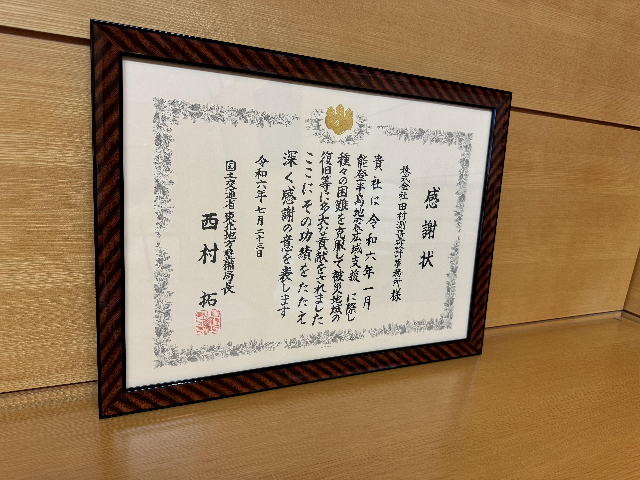 感謝状
株式会社田村測量設計事務所様
貴社は令和六年一月
能登半島地震広域支援に際し
種々の困難を克服して被災地域の
復旧等に多大な貢献をされました
ここにその功績をたたえ
深く感謝の意を表します
令和六年七月二十三日
国土交通省東北地方整備局長
西村拓